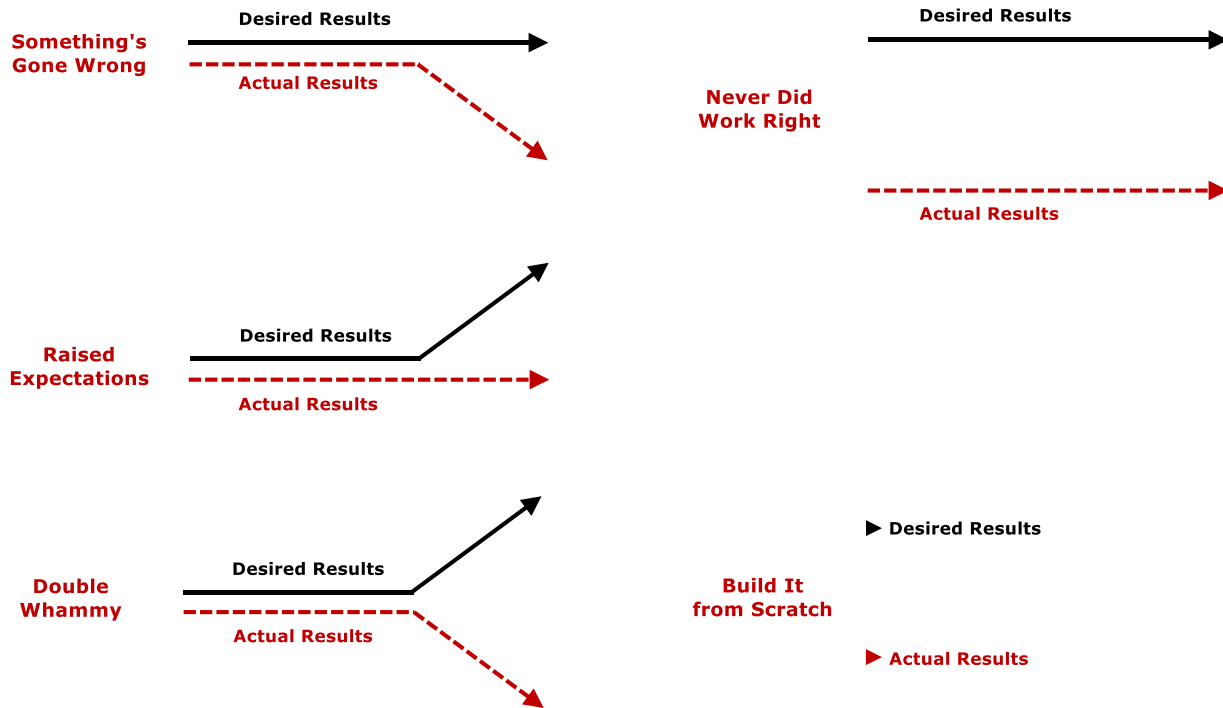 Something's
Gone Wrong
Desired Results
Actual Results
Never Did
Work Right
Desired Results
Actual Results
Raised
Expectations
Desired Results
Actual Results
Double
Whammy
Desired Results
Actual Results
Build It
from Scratch
Desired Results
Actual Results